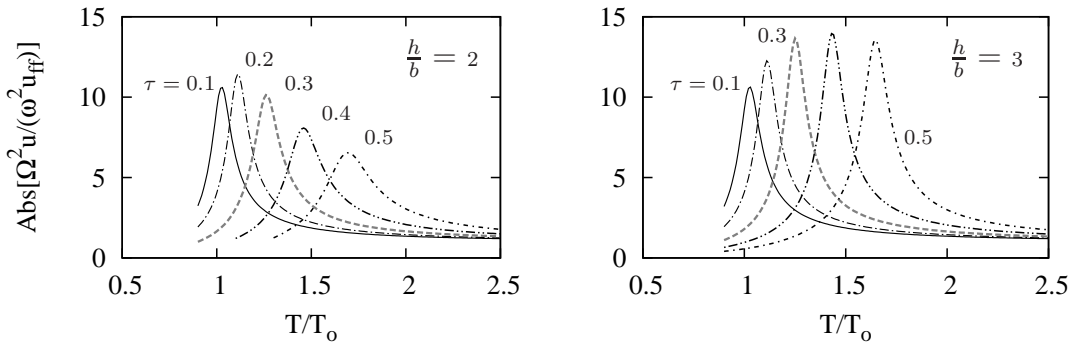 Abs[Ω²u/(ω²u_ff)]
15
10
5
0
0.5 1 1.5 2 2.5
T/T_o
h/b = 2
τ = 0.1
0.2
0.3
0.4
0.5
15
10
5
0
0.5 1 1.5 2 2.5
T/T_o
h/b = 3
τ = 0.1
0.3
0.5